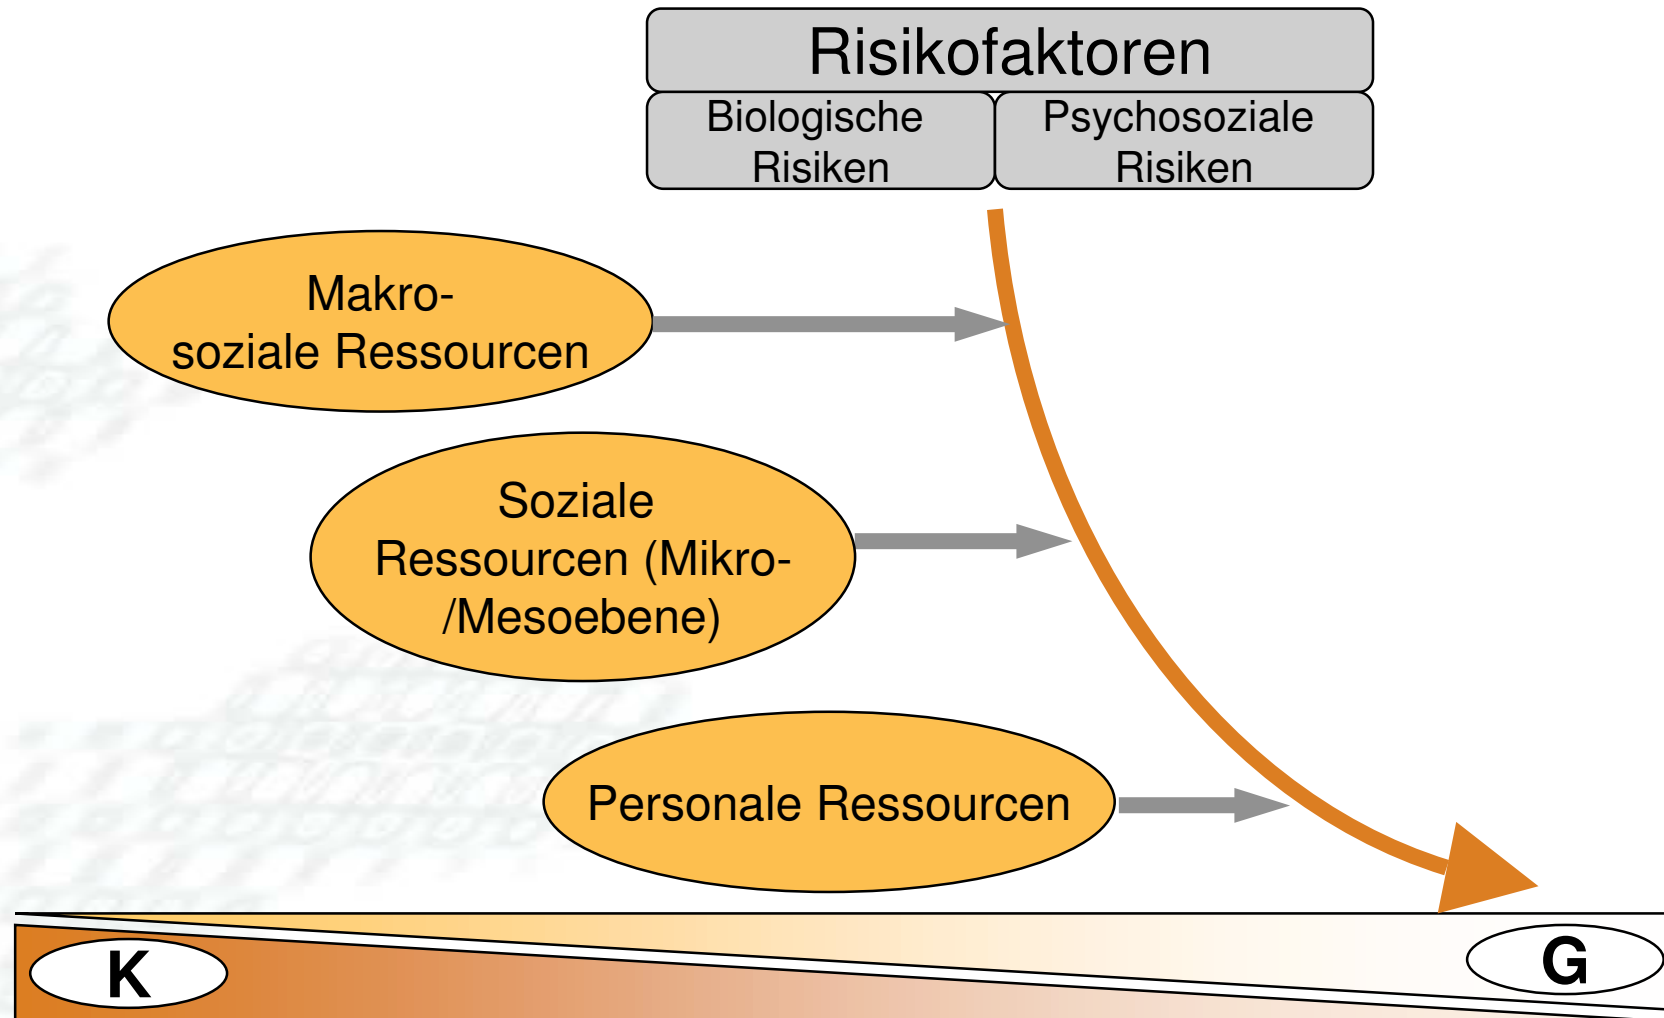 Risikofaktoren
Biologische
Risiken
Psychosoziale
Risiken
Makro-
soziale Ressourcen
Soziale
Ressourcen (Mikro-
/Mesoebene)
Personale Ressourcen
K
G